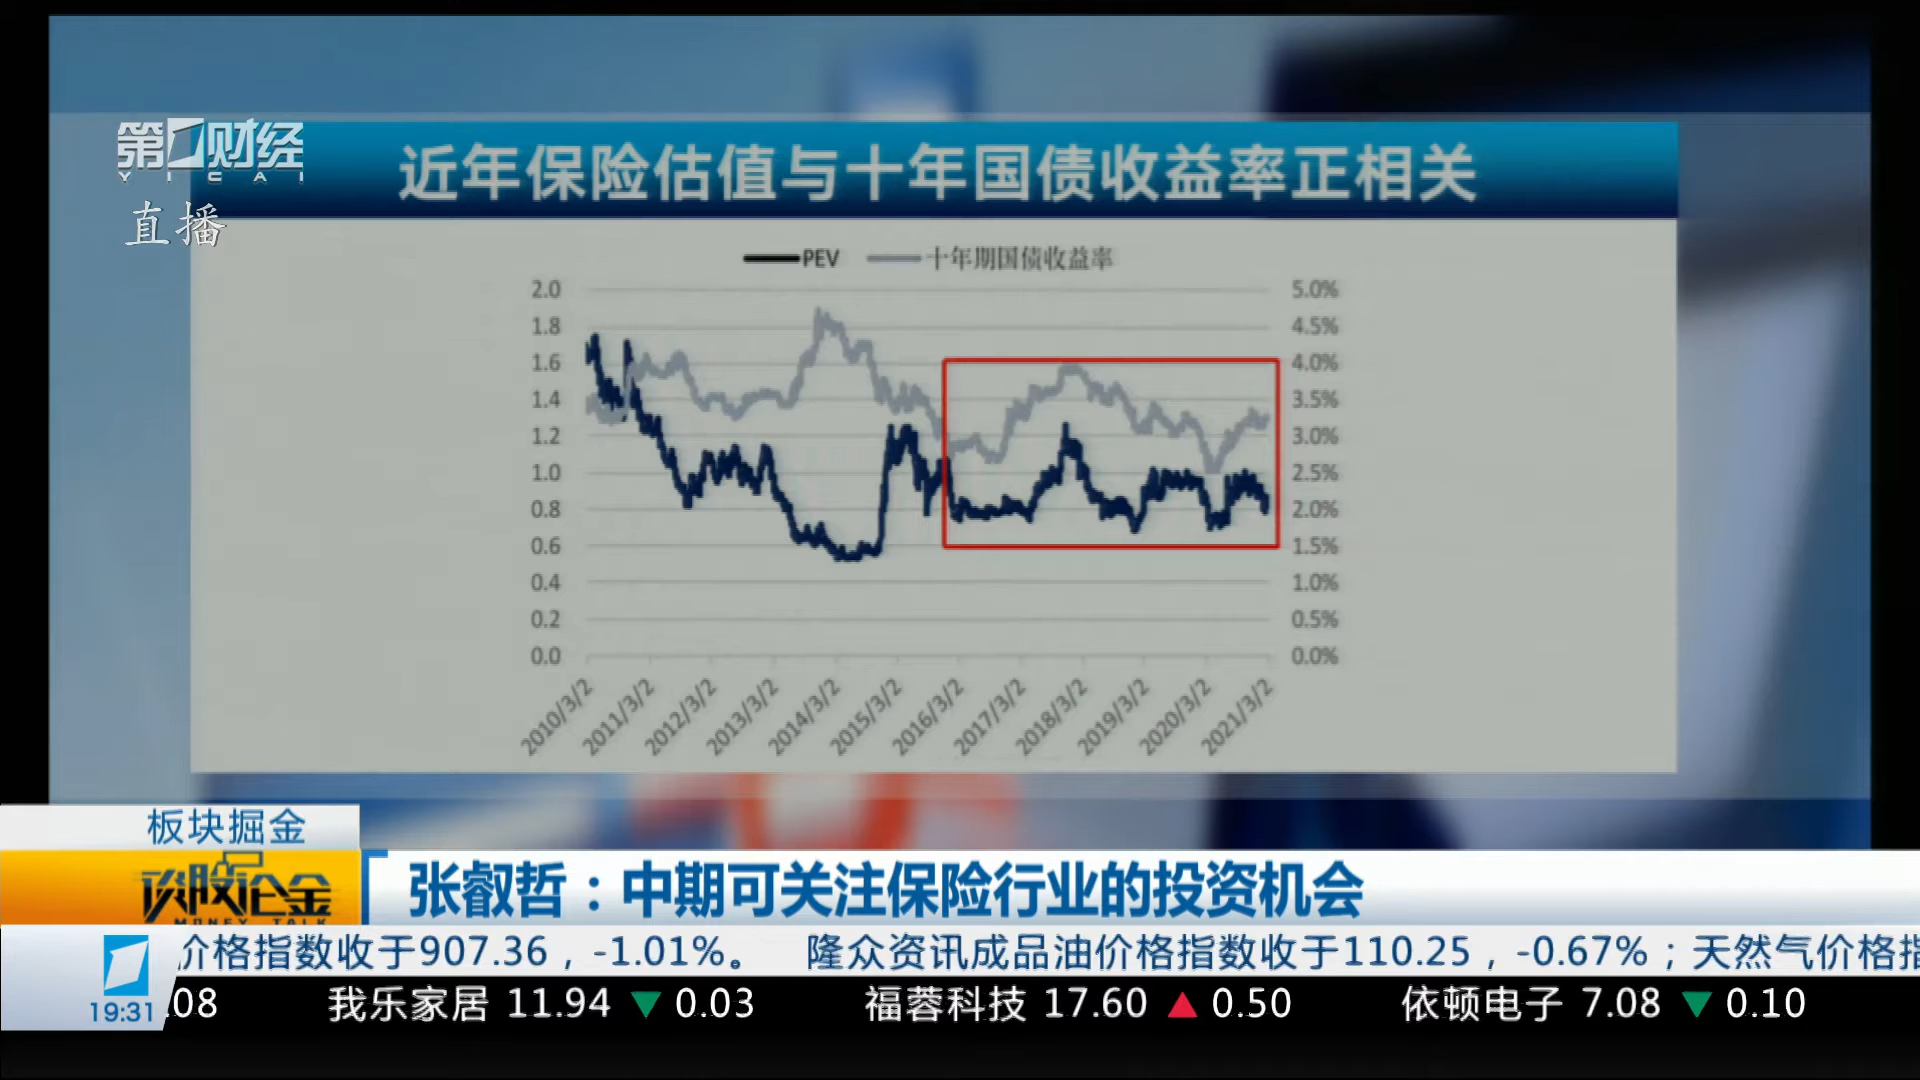 第1财经
YICAI
直播
近年保险估值与十年国债收益率正相关
PEV 十年期国债收益率
2.0 5.0%
1.8 4.5%
1.6 4.0%
1.4 3.5%
1.2 3.0%
1.0 2.5%
0.8 2.0%
0.6 1.5%
0.4 1.0%
0.2 0.5%
0.0 0.0%
2010/3/2 2011/3/2 2012/3/2 2013/3/2 2014/3/2 2015/3/2 2016/3/2 2017/3/2 2018/3/2 2019/3/2 2020/3/2 2021/3/2
板块掘金
谈股论金
MONEY TALK
张叡哲：中期可关注保险行业的投资机会
价格指数收于907.36，-1.01%。 隆众资讯成品油价格指数收于110.25，-0.67%；天然气价格指
19:31
.08 我乐家居 11.94 ▼ 0.03 福蓉科技 17.60 ▲ 0.50 依顿电子 7.08 ▼ 0.10